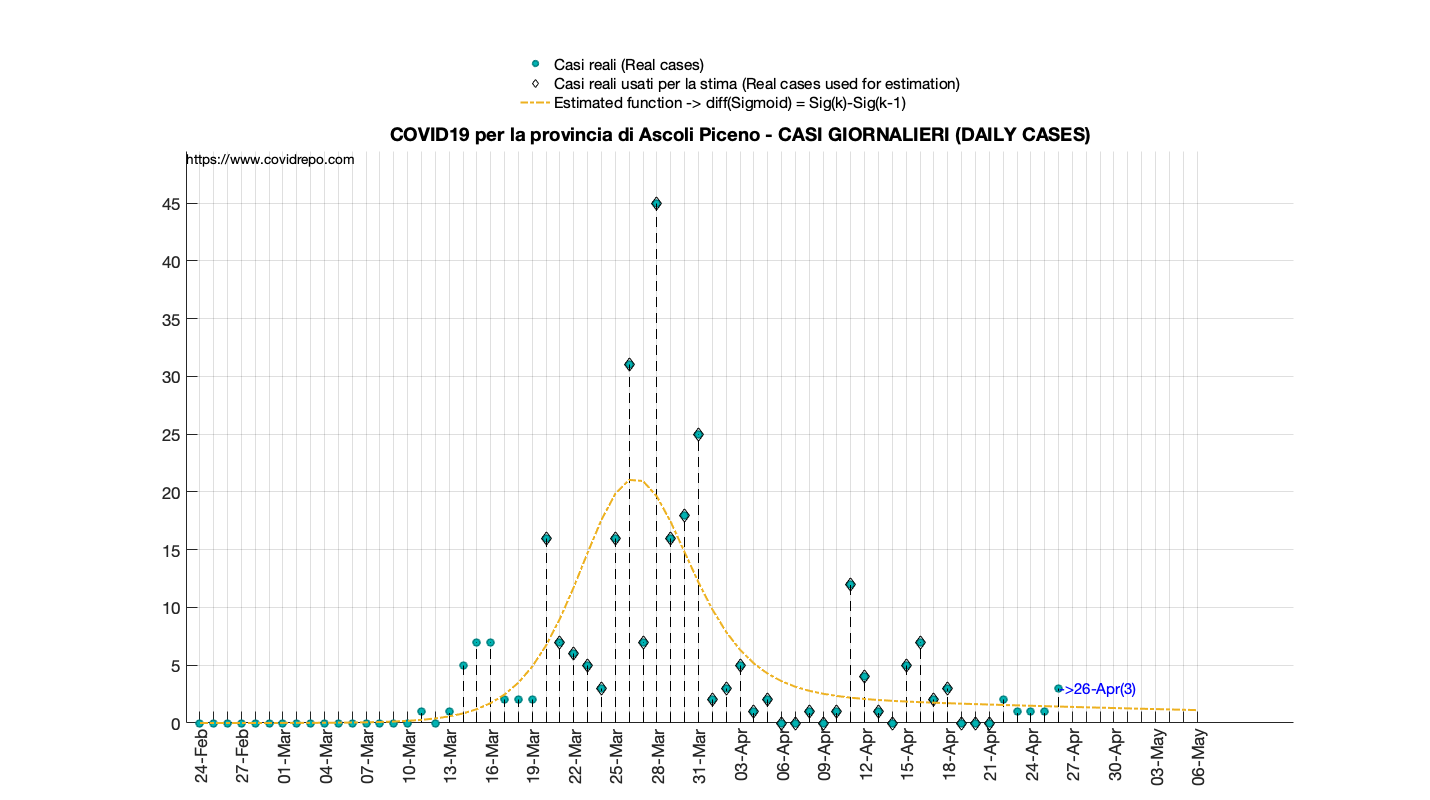 Casi reali (Real cases)
Casi reali usati per la stima (Real cases used for estimation)
Estimated function -> diff(Sigmoid) = Sig(k)-Sig(k-1)
COVID19 per la provincia di Ascoli Piceno - CASI GIORNALIERI (DAILY CASES)
https://www.covidrepo.com
45
40
35
30
25
20
15
10
5
0
->26-Apr(3)
24-Feb
27-Feb
01-Mar
04-Mar
07-Mar
10-Mar
13-Mar
16-Mar
19-Mar
22-Mar
25-Mar
28-Mar
31-Mar
03-Apr
06-Apr
09-Apr
12-Apr
15-Apr
18-Apr
21-Apr
24-Apr
27-Apr
30-Apr
03-May
06-May